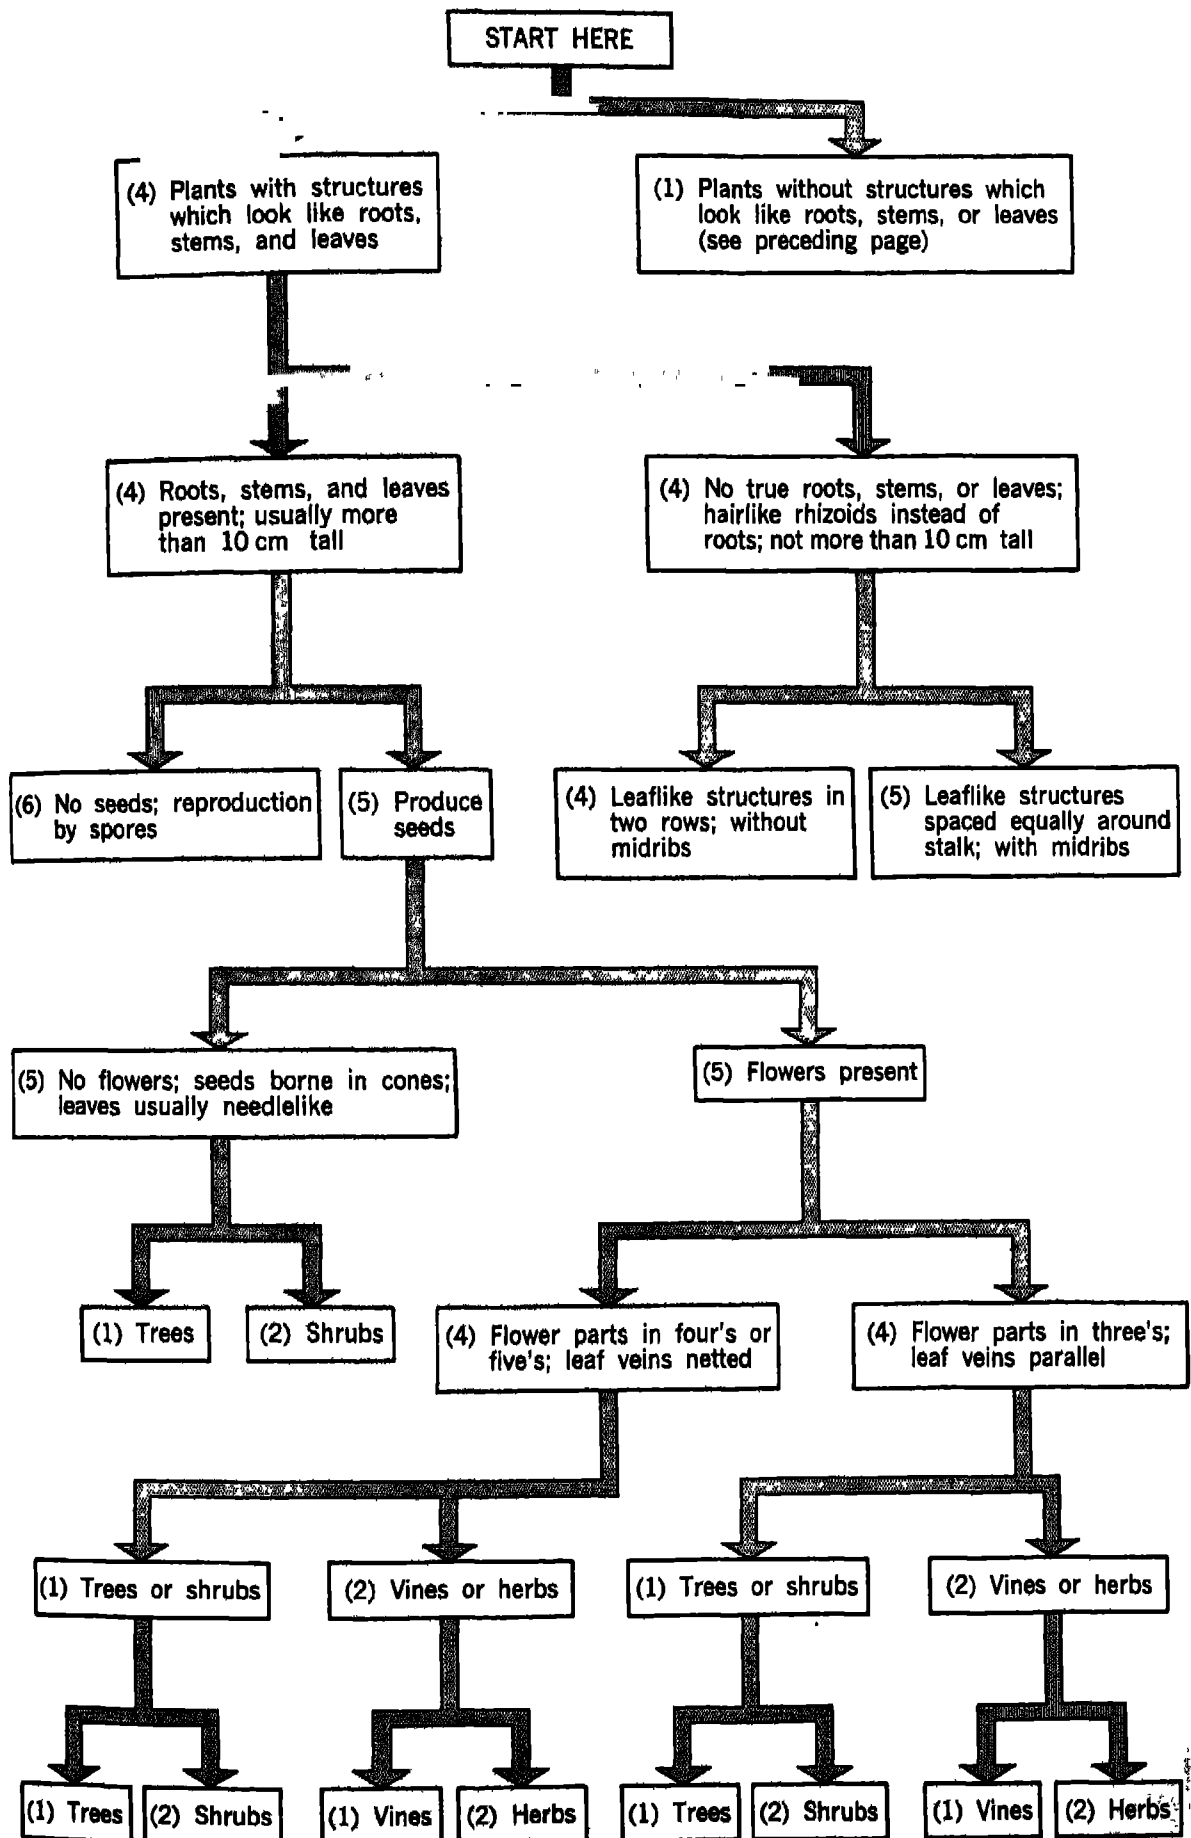 START HERE
(4) Plants with structures
which look like roots,
stems, and leaves
(1) Plants without structures which
look like roots, stems, or leaves
(see preceding page)
(4) Roots, stems, and leaves
present; usually more
than 10 cm tall
(4) No true roots, stems, or leaves;
hairlike rhizoids instead of
roots; not more than 10 cm tall
(6) No seeds; reproduction
by spores
(5) Produce
seeds
(4) Leaflike structures in
two rows; without
midribs
(5) Leaflike structures
spaced equally around
stalk; with midribs
(5) No flowers; seeds borne in cones;
leaves usually needlelike
(5) Flowers present
(1) Trees
(2) Shrubs
(4) Flower parts in four's or
five's; leaf veins netted
(4) Flower parts in three's;
leaf veins parallel
(1) Trees or shrubs
(2) Vines or herbs
(1) Trees or shrubs
(2) Vines or herbs
(1) Trees
(2) Shrubs
(1) Vines
(2) Herbs
(1) Trees
(2) Shrubs
(1) Vines
(2) Herbs